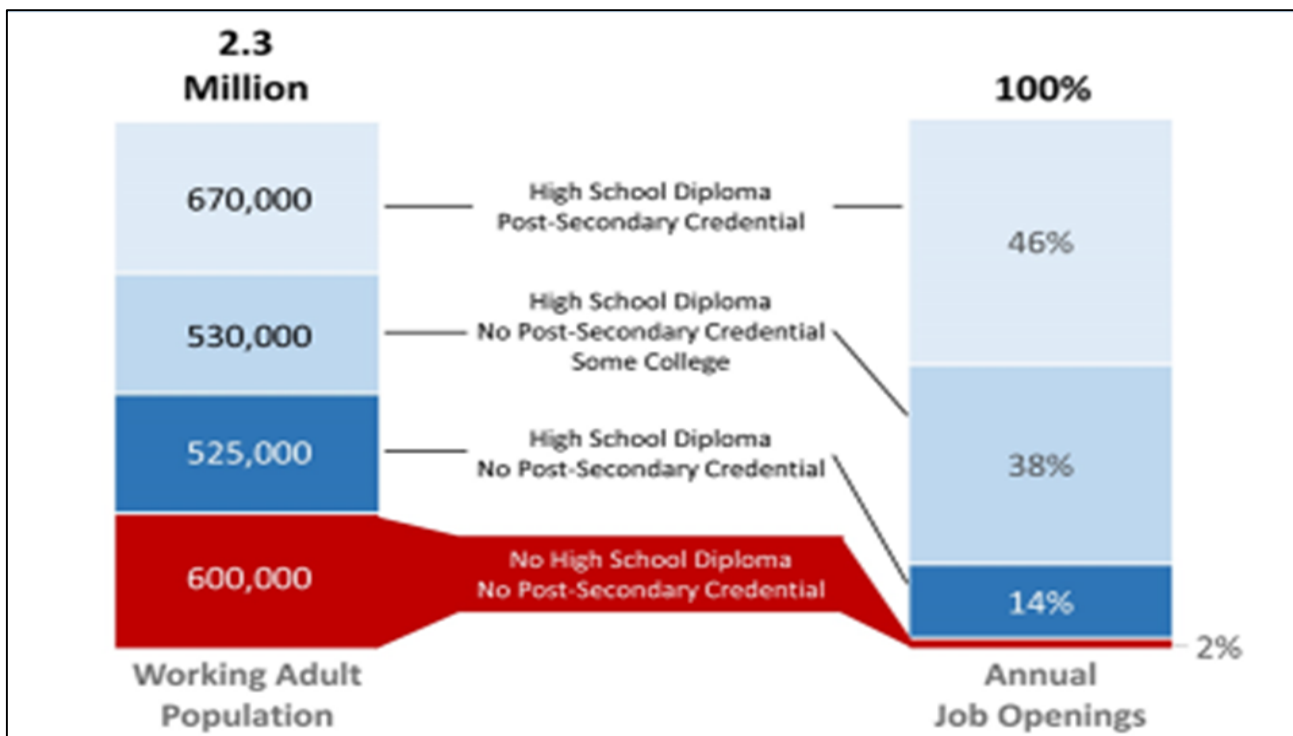 2.3
Million
100%
670,000
High School Diploma
Post-Secondary Credential
46%
530,000
High School Diploma
No Post-Secondary Credential
Some College
38%
525,000
High School Diploma
No Post-Secondary Credential
14%
600,000
No High School Diploma
No Post-Secondary Credential
2%
Working Adult
Population
Annual
Job Openings